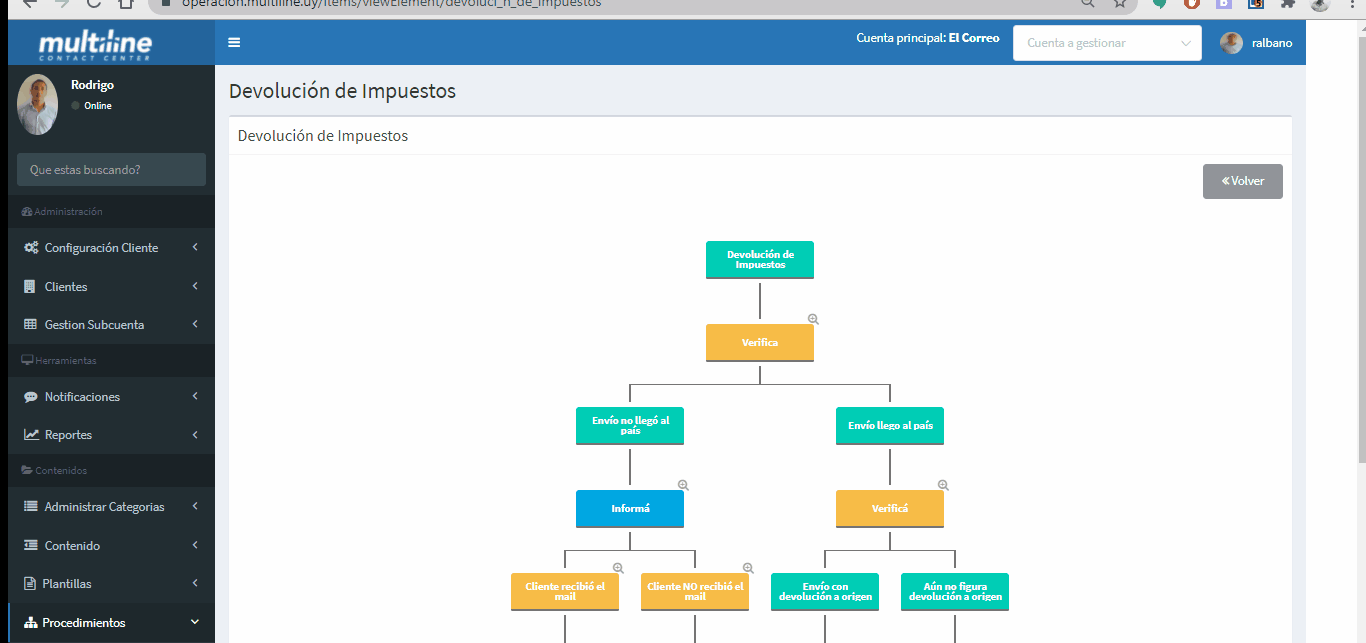 operacion.multiline.uy/items/viewElement/devoluci_n_de_impuestos
multiline
CONTACT CENTER
Cuenta principal: El Correo
Cuenta a gestionar
ralbano
Rodrigo
Online
Que estas buscando?
Administración
Configuración Cliente
Clientes
Gestion Subcuenta
Herramientas
Notificaciones
Reportes
Contenidos
Administrar Categorias
Contenido
Plantillas
Procedimientos
Devolución de Impuestos
Devolución de Impuestos
«Volver
Devolución de
Impuestos
Verifica
Envío no llegó al
país
Envío llego al país
Informá
Verificá
Cliente recibió el
mail
Cliente NO recibió el
mail
Envío con
devolución a origen
Aún no figura
devolución a origen